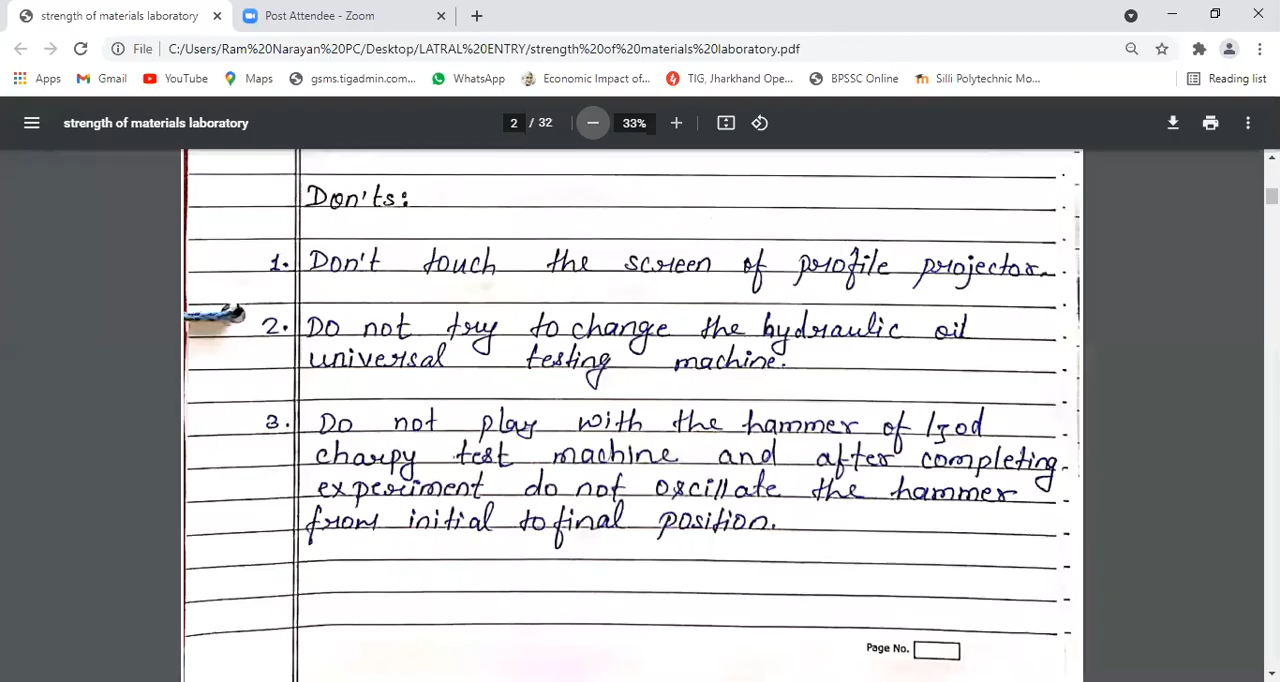 strength of materials laboratory
Post Attendee - Zoom
File
C:/Users/Ram%20Narayan%20PC/Desktop/LATRAL%20ENTRY/strength%20of%20materials%20laboratory.pdf
Apps
Gmail
YouTube
Maps
gsms.tigadmin.com...
WhatsApp
Economic Impact of...
TIG, Jharkhand Ope...
BPSSC Online
Silli Polytechnic Mo...
Reading list
strength of materials laboratory
2 / 32
33%
Don'ts:
1. Don't touch the screen of profile projector.
2. Do not try to change the hydraulic oil
universal testing machine.
3. Do not play with the hammer of Izod
charpy test machine and after completing
experiment do not oscillate the hammer
from initial to final position.
Page No.